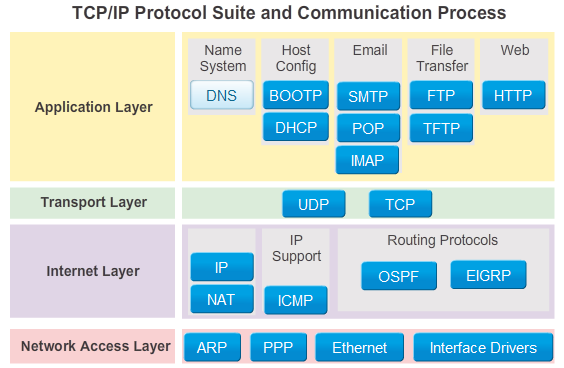 TCP/IP Protocol Suite and Communication Process
Application Layer
Name
System
DNS
Host
Config
BOOTP
DHCP
Email
SMTP
POP
IMAP
File
Transfer
FTP
TFTP
Web
HTTP
Transport Layer
UDP
TCP
Internet Layer
IP
NAT
IP
Support
ICMP
Routing Protocols
OSPF
EIGRP
Network Access Layer
ARP
PPP
Ethernet
Interface Drivers